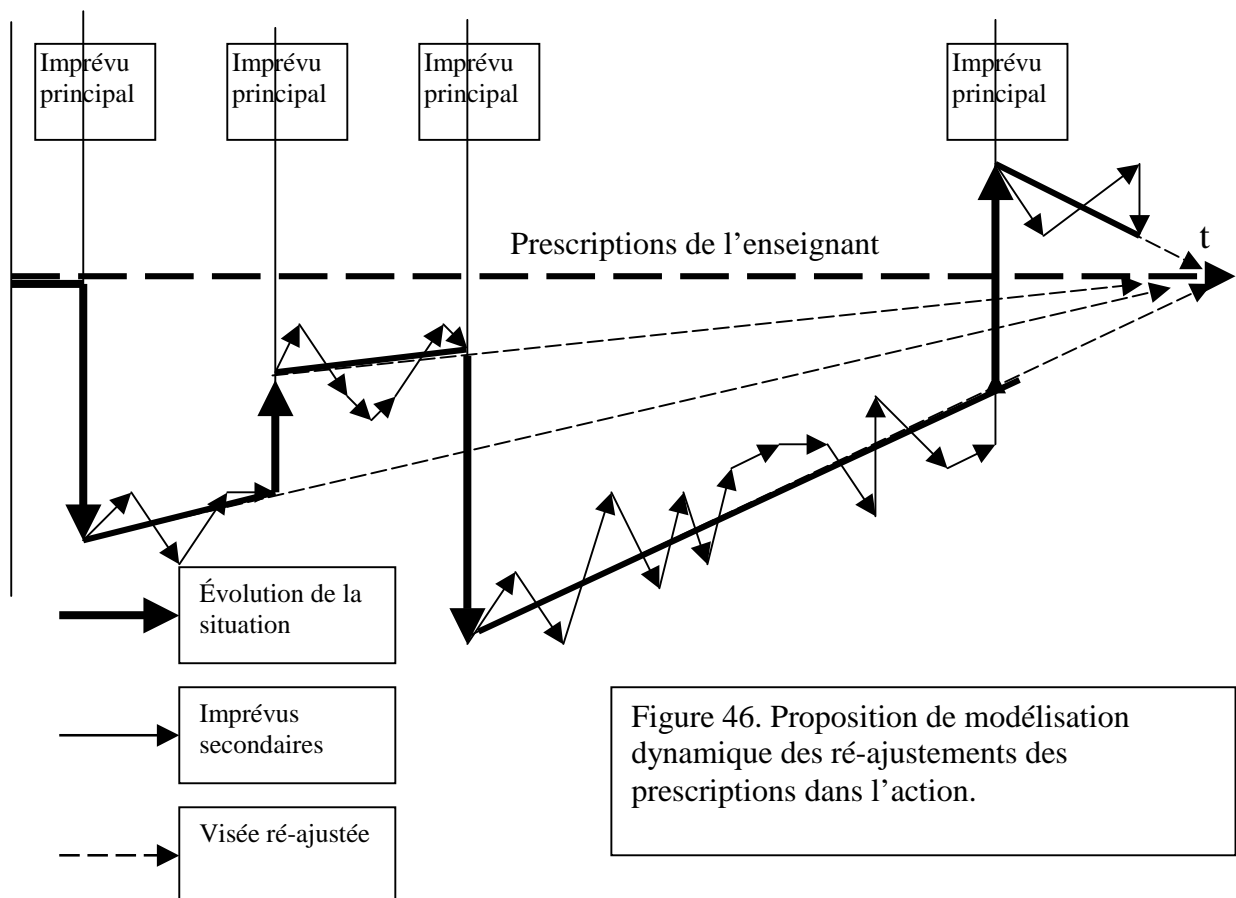 Imprévu
principal
Imprévu
principal
Imprévu
principal
Imprévu
principal
Prescriptions de l’enseignant
t
Évolution de la
situation
Imprévus
secondaires
Visée ré-ajustée
Figure 46. Proposition de modélisation
dynamique des ré-ajustements des
prescriptions dans l’action.